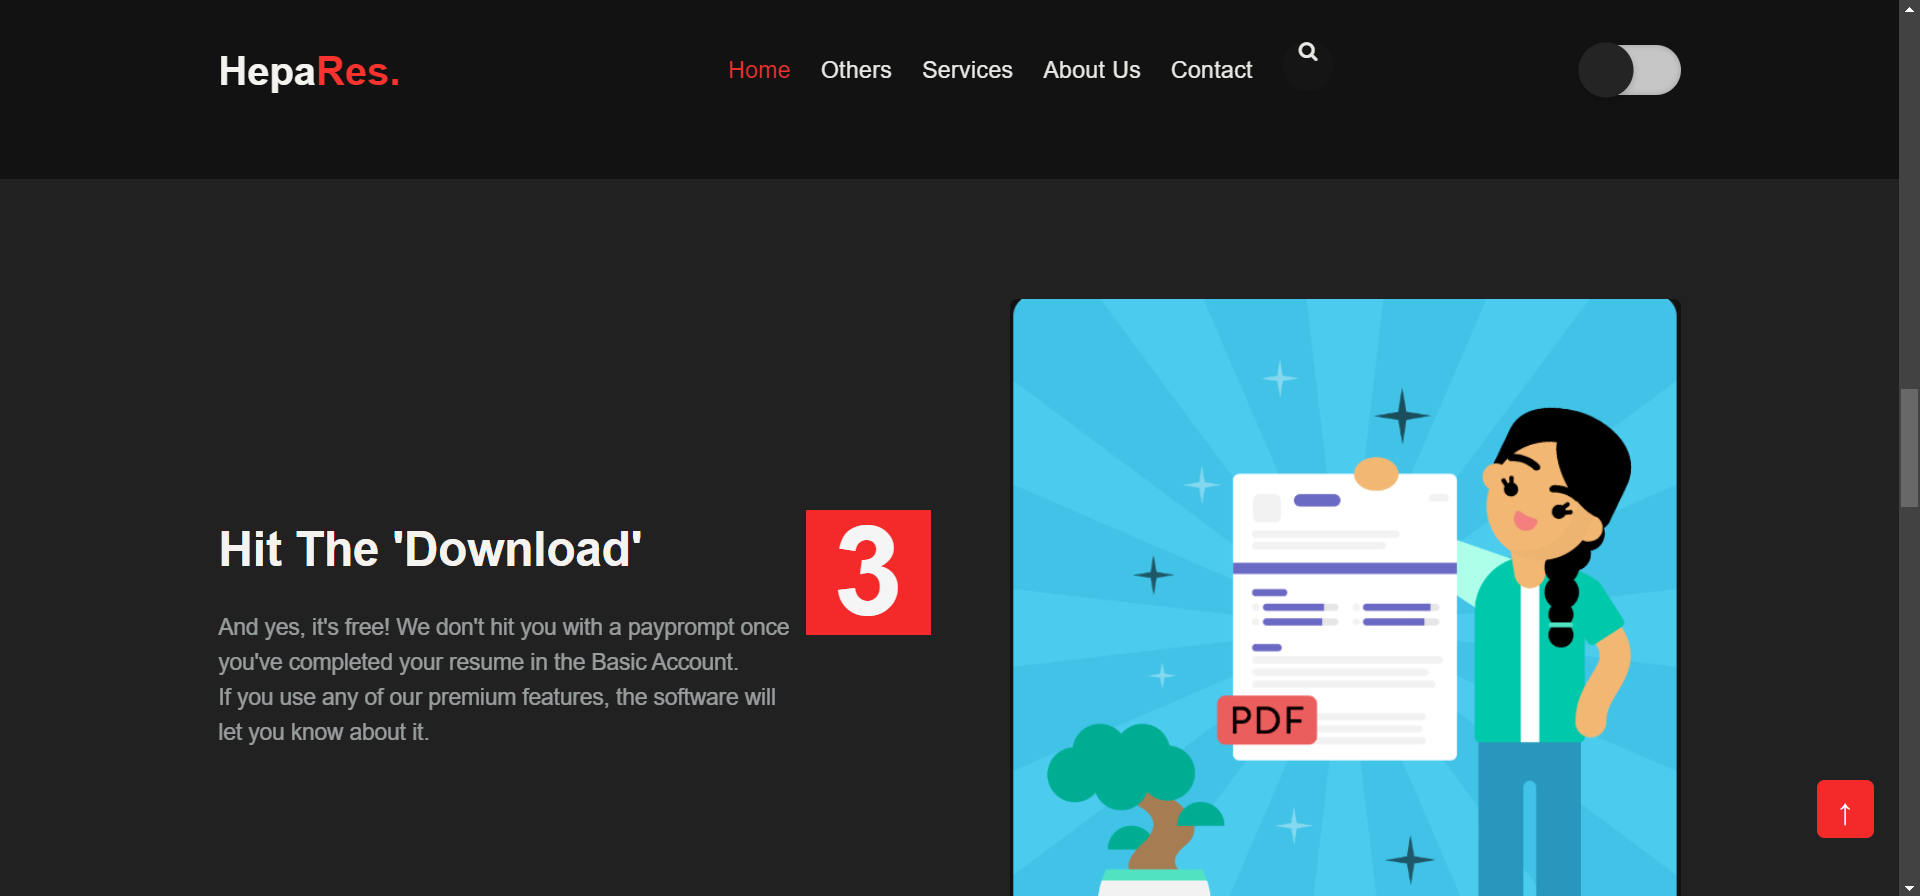 HepaRes.
Home Others Services About Us Contact
Hit The 'Download'
3
And yes, it's free! We don't hit you with a payprompt once
you've completed your resume in the Basic Account.
If you use any of our premium features, the software will
let you know about it.
PDF
↑